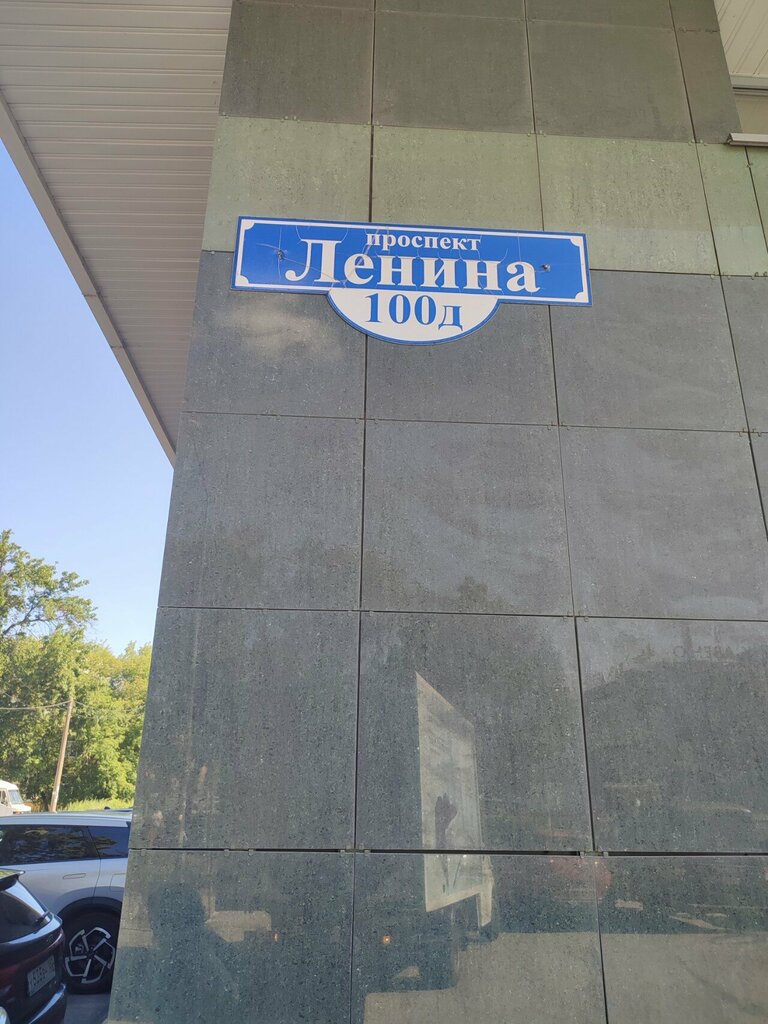 проспект
Ленина
100д